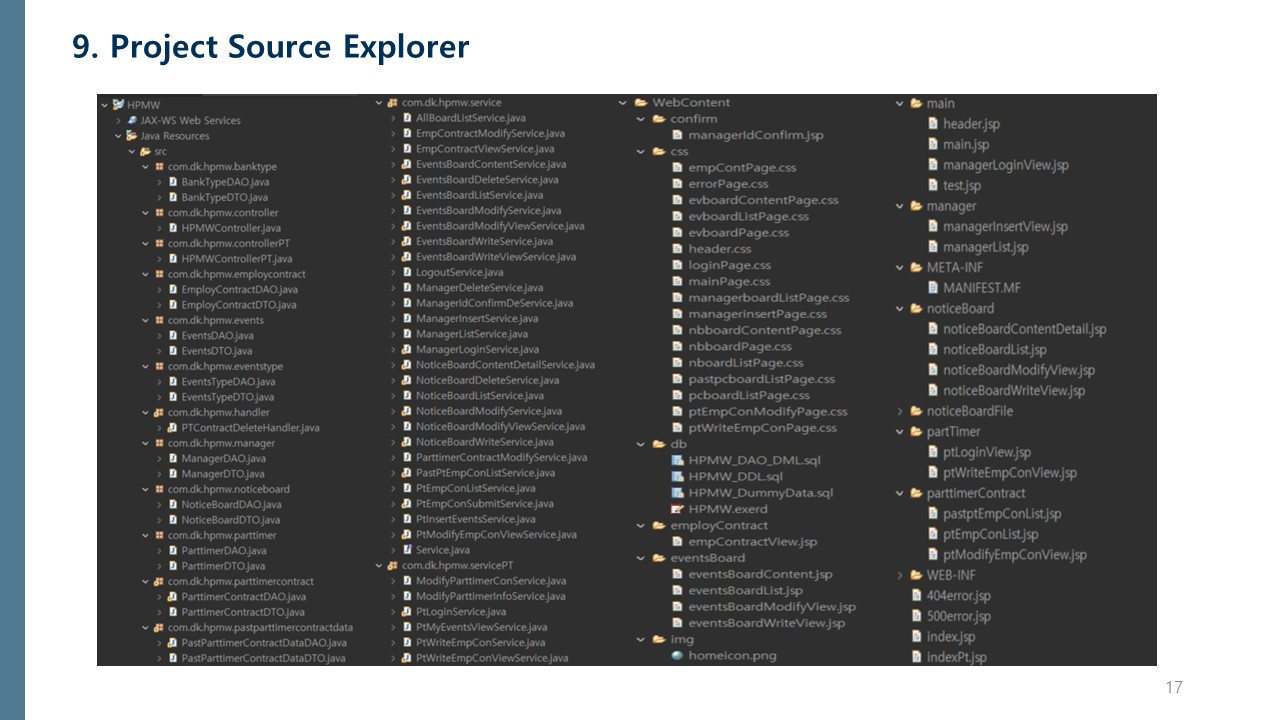 9. Project Source Explorer
HPMW
JAX-WS Web Services
Java Resources
src
com.dk.hpmw.banktype
BankTypeDAO.java
BankTypeDTO.java
com.dk.hpmw.controller
HPMWController.java
com.dk.hpmw.controllerPT
HPMWControllerPT.java
com.dk.hpmw.employcontract
EmployContractDAO.java
EmployContractDTO.java
com.dk.hpmw.events
EventsDAO.java
EventsDTO.java
com.dk.hpmw.eventstype
EventsTypeDAO.java
EventsTypeDTO.java
com.dk.hpmw.handler
PTContractDeleteHandler.java
com.dk.hpmw.manager
ManagerDAO.java
ManagerDTO.java
com.dk.hpmw.noticeboard
NoticeBoardDAO.java
NoticeBoardDTO.java
com.dk.hpmw.parttimer
ParttimerDAO.java
ParttimerDTO.java
com.dk.hpmw.parttimercontract
ParttimerContractDAO.java
ParttimerContractDTO.java
com.dk.hpmw.pastparttimercontractdata
PastParttimerContractDataDAO.java
PastParttimerContractDataDTO.java
com.dk.hpmw.service
AllBoardListService.java
EmpContractModifyService.java
EmpContractViewService.java
EventsBoardContentService.java
EventsBoardDeleteService.java
EventsBoardListService.java
EventsBoardModifyService.java
EventsBoardModifyViewService.java
EventsBoardWriteService.java
EventsBoardWriteViewService.java
LogoutService.java
ManagerDeleteService.java
ManagerIdConfirmDeService.java
ManagerInsertService.java
ManagerListService.java
ManagerLoginService.java
NoticeBoardContentDetailService.java
NoticeBoardDeleteService.java
NoticeBoardListService.java
NoticeBoardModifyService.java
NoticeBoardModifyViewService.java
NoticeBoardWriteService.java
ParttimerContractModifyService.java
PastPtEmpConListService.java
PtEmpConListService.java
PtEmpConSubmitService.java
PtInsertEventsService.java
PtModifyEmpConViewService.java
Service.java
com.dk.hpmw.servicePT
ModifyParttimerConService.java
ModifyParttimerInfoService.java
PtLoginService.java
PtMyEventsViewService.java
PtWriteEmpConService.java
PtWriteEmpConViewService.java
WebContent
confirm
managerIdConfirm.jsp
css
empContPage.css
errorPage.css
evboardContentPage.css
evboardListPage.css
evboardPage.css
header.css
loginPage.css
mainPage.css
managerboardListPage.css
managerinsertPage.css
nbboardContentPage.css
nbboardPage.css
nboardListPage.css
pastpcboardListPage.css
pcboardListPage.css
ptEmpConModifyPage.css
ptWriteEmpConPage.css
db
HPMW_DAO_DML.sql
HPMW_DDL.sql
HPMW_DummyData.sql
HPMW.exerd
employContract
empContractView.jsp
eventsBoard
eventsBoardContent.jsp
eventsBoardList.jsp
eventsBoardModifyView.jsp
eventsBoardWriteView.jsp
img
homeicon.png
main
header.jsp
main.jsp
managerLoginView.jsp
test.jsp
manager
managerInsertView.jsp
managerList.jsp
META-INF
MANIFEST.MF
noticeBoard
noticeBoardContentDetail.jsp
noticeBoardList.jsp
noticeBoardModifyView.jsp
noticeBoardWriteView.jsp
noticeBoardFile
partTimer
ptLoginView.jsp
ptWriteEmpConView.jsp
parttimerContract
pastptEmpConList.jsp
ptEmpConList.jsp
ptModifyEmpConView.jsp
WEB-INF
404error.jsp
500error.jsp
index.jsp
indexPt.jsp
17